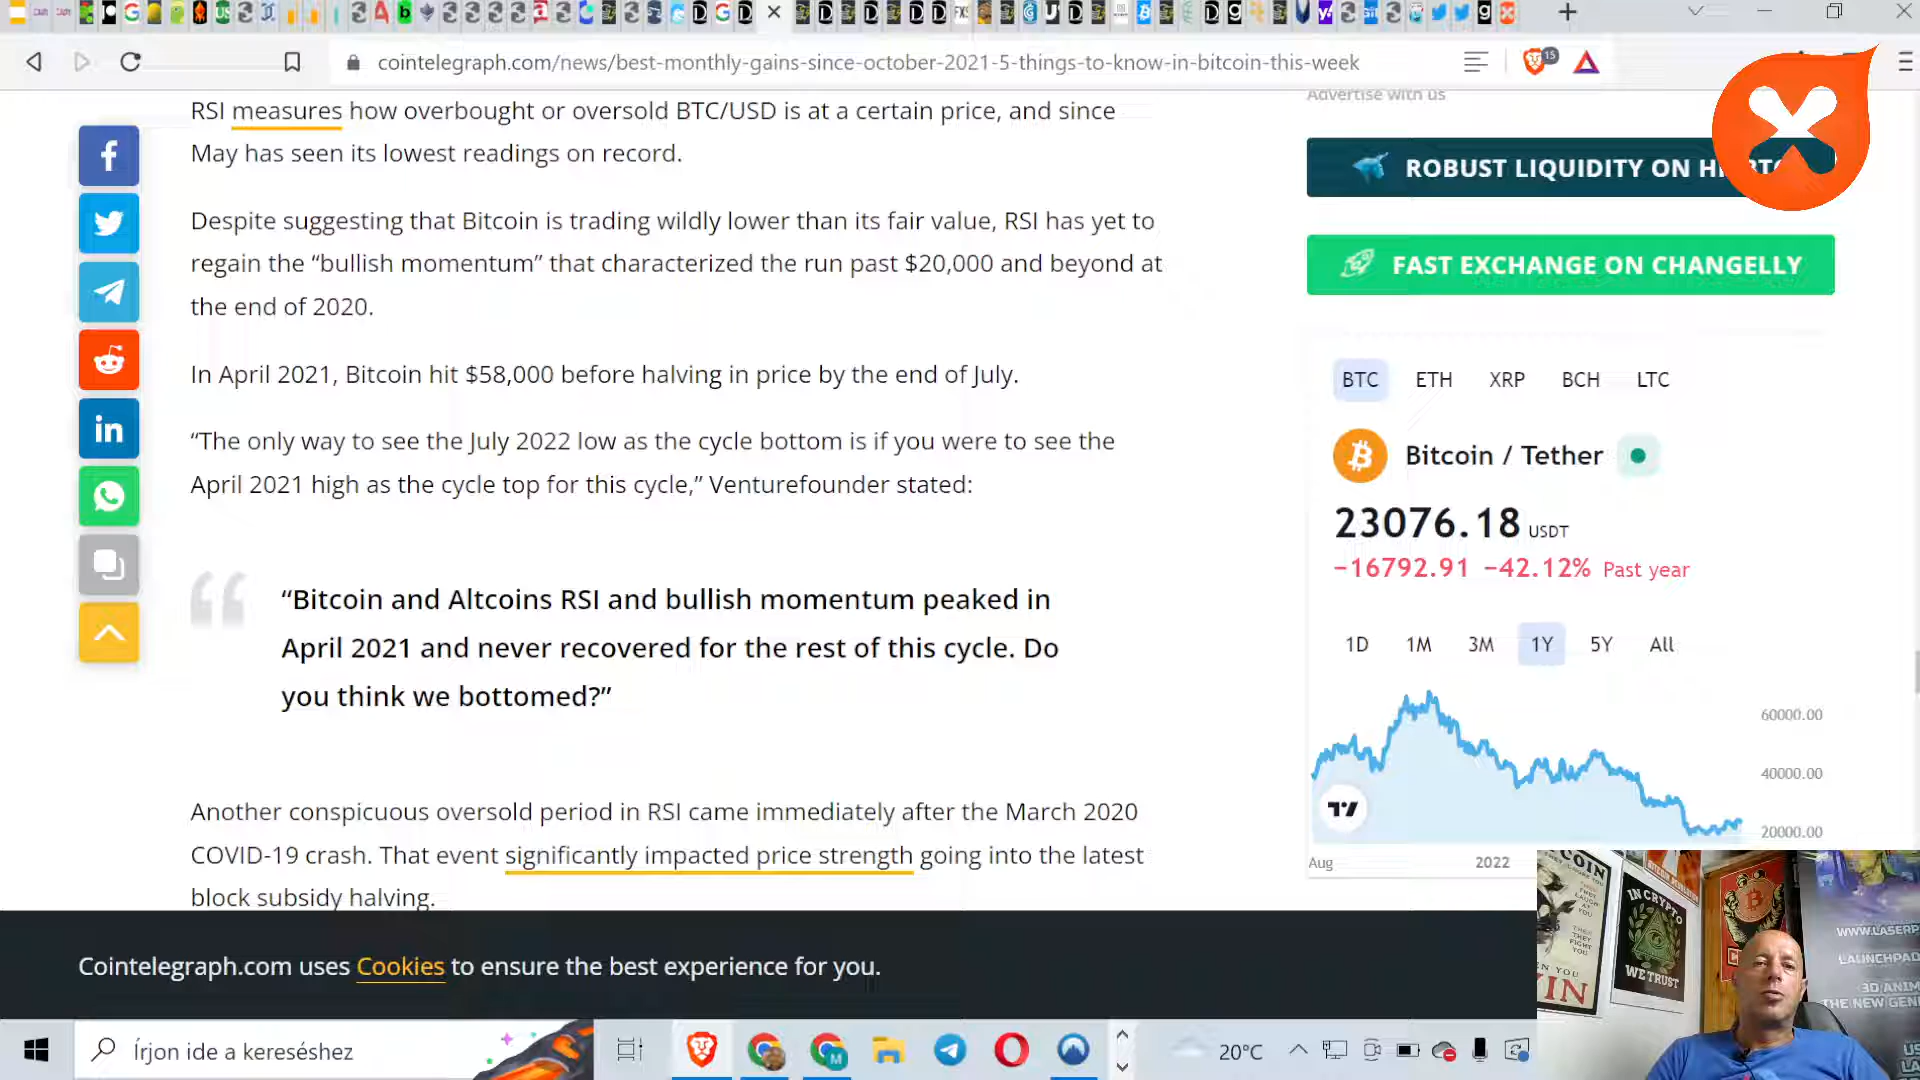 cointelegraph.com/news/best-monthly-gains-since-october-2021-5-things-to-know-in-bitcoin-this-week
15
RSI measures how overbought or oversold BTC/USD is at a certain price, and since
May has seen its lowest readings on record.
Despite suggesting that Bitcoin is trading wildly lower than its fair value, RSI has yet to
regain the “bullish momentum” that characterized the run past $20,000 and beyond at
the end of 2020.
In April 2021, Bitcoin hit $58,000 before halving in price by the end of July.
“The only way to see the July 2022 low as the cycle bottom is if you were to see the
April 2021 high as the cycle top for this cycle,” Venturefounder stated:
“Bitcoin and Altcoins RSI and bullish momentum peaked in
April 2021 and never recovered for the rest of this cycle. Do
you think we bottomed?”
Another conspicuous oversold period in RSI came immediately after the March 2020
COVID-19 crash. That event significantly impacted price strength going into the latest
block subsidy halving.
Advertise with us
ROBUST LIQUIDITY ON
FAST EXCHANGE ON CHANGELLY
BTC ETH XRP BCH LTC
Bitcoin / Tether
23076.18 USDT
−16792.91 −42.12% Past year
1D 1M 3M 1Y 5Y All
60000.00
40000.00
20000.00
Aug 2022
Cointelegraph.com uses Cookies to ensure the best experience for you.
IN CRYPTO
WE TRUST
LAUNCHPAD
THE NEW GEN
Írjon ide a kereséshez
20°C